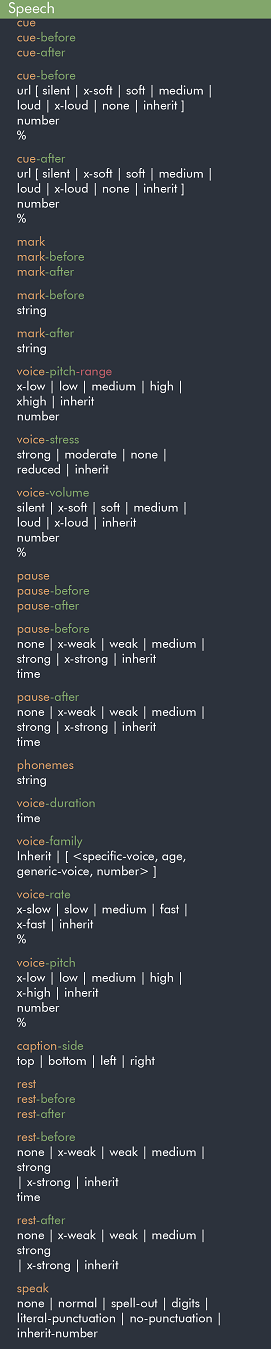 Speech
cue
cue-before
cue-after
cue-before
url [ silent | x-soft | soft | medium |
loud | x-loud | none | inherit ]
number
%
cue-after
url [ silent | x-soft | soft | medium |
loud | x-loud | none | inherit ]
number
%
mark
mark-before
mark-after
mark-before
string
mark-after
string
voice-pitch-range
x-low | low | medium | high |
xhigh | inherit
number
voice-stress
strong | moderate | none |
reduced | inherit
voice-volume
silent | x-soft | soft | medium |
loud | x-loud | inherit
number
%
pause
pause-before
pause-after
pause-before
none | x-weak | weak | medium |
strong | x-strong | inherit
time
pause-after
none | x-weak | weak | medium |
strong | x-strong | inherit
time
phonemes
string
voice-duration
time
voice-family
Inherit | [ <specific-voice, age,
generic-voice, number> ]
voice-rate
x-slow | slow | medium | fast |
x-fast | inherit
%
voice-pitch
x-low | low | medium | high |
x-high | inherit
number
%
caption-side
top | bottom | left | right
rest
rest-before
rest-after
rest-before
none | x-weak | weak | medium |
strong
| x-strong | inherit
time
rest-after
none | x-weak | weak | medium |
strong
| x-strong | inherit
speak
none | normal | spell-out | digits |
literal-punctuation | no-punctuation |
inherit-number